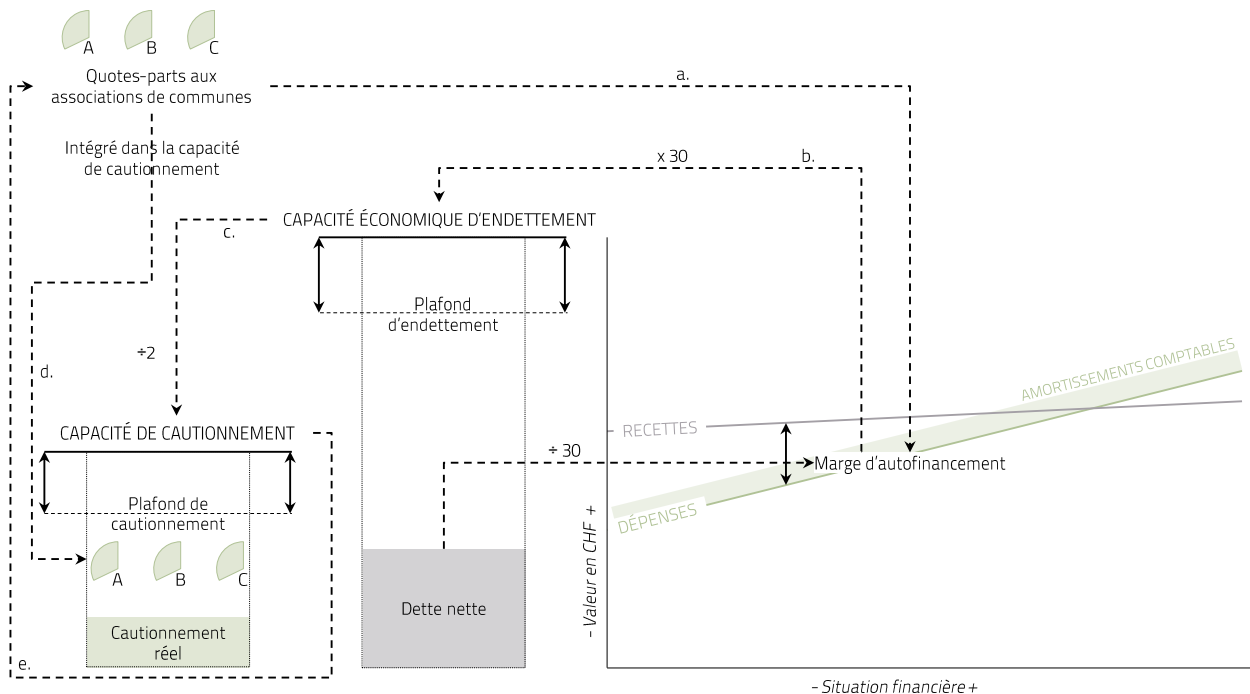 A B C
Quotes-parts aux
associations de communes
a.
Intégré dans la capacité
de cautionnement
x 30
b.
CAPACITÉ ÉCONOMIQUE D'ENDETTEMENT
c.
Plafond
d'endettement
÷2
d.
AMORTISSEMENTS COMPTABLES
RECETTES
CAPACITÉ DE CAUTIONNEMENT
÷ 30
Marge d'autofinancement
Plafond de
cautionnement
DÉPENSES
- Valeur en CHF +
A B C
Dette nette
Cautionnement
réel
e.
- Situation financière +